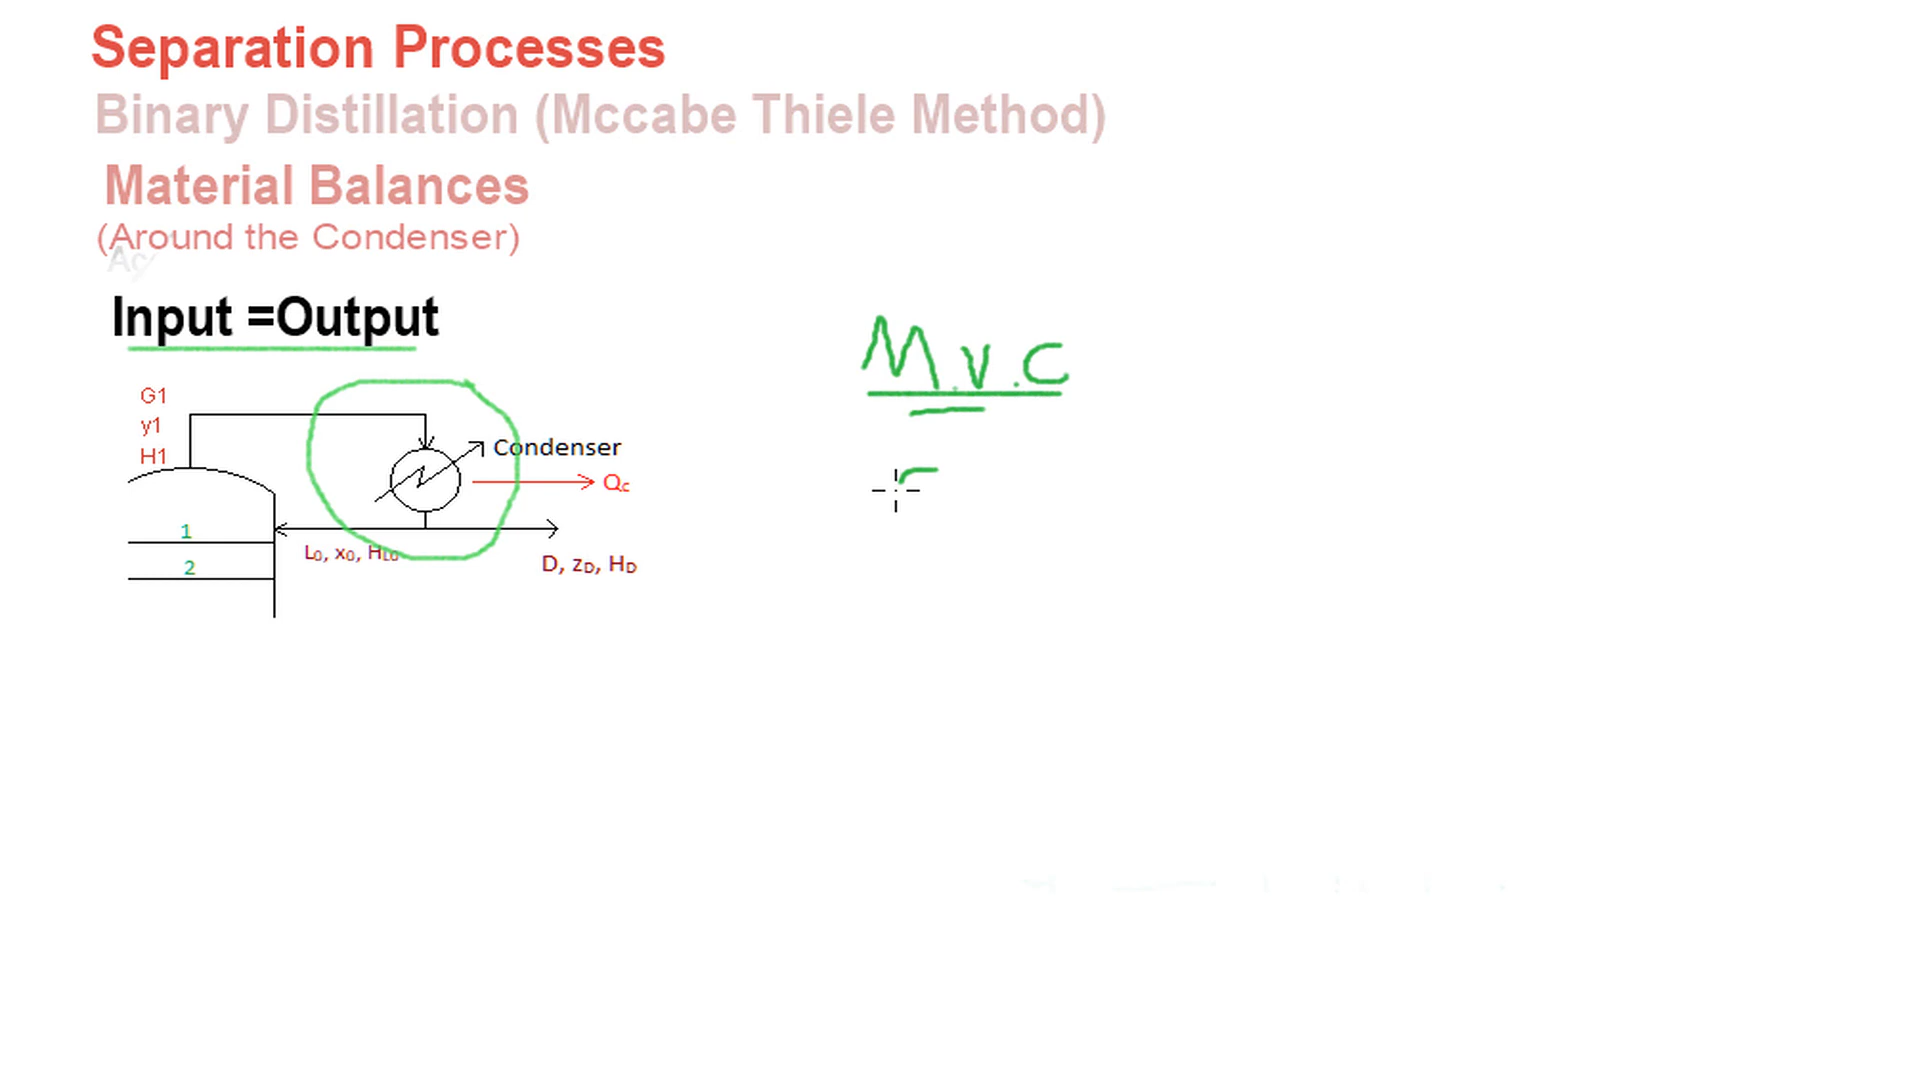 Separation Processes
Binary Distillation (Mccabe Thiele Method)
Material Balances
(Around the Condenser)
Ac
Input =Output
M.V.C
G1
y1
H1
Condenser
Qc
1
L0, x0, HL0
D, zD, HD
2